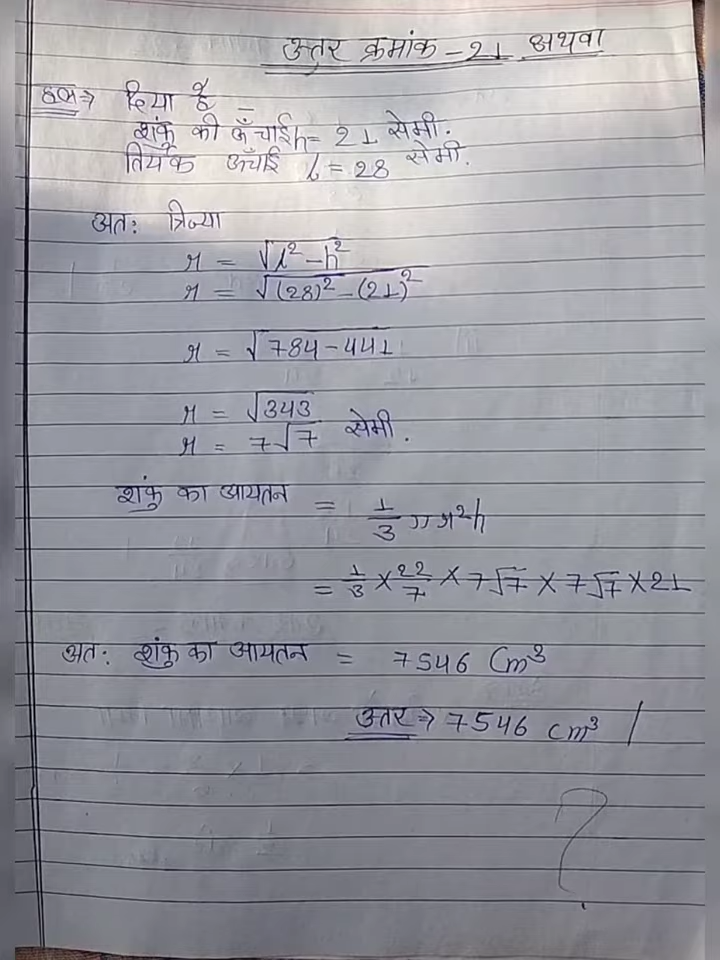 उत्तर क्रमांक - 21 अथवा
हल⇒ दिया है –
शंकु की ऊँचाई h = 21 सेमी.
तिर्यक ऊँचाई l = 28 सेमी.
अतः त्रिज्या
r = √l² – h²
r = √(28)² – (21)²
r = √784 – 441
r = √343
r = 7√7 सेमी.
शंकु का आयतन = 1/3 πr²h
= 1/3 × 22/7 × 7√7 × 7√7 × 21
अतः शंकु का आयतन = 7546 Cm³
उत्तर ⇒ 7546 cm³ /
?